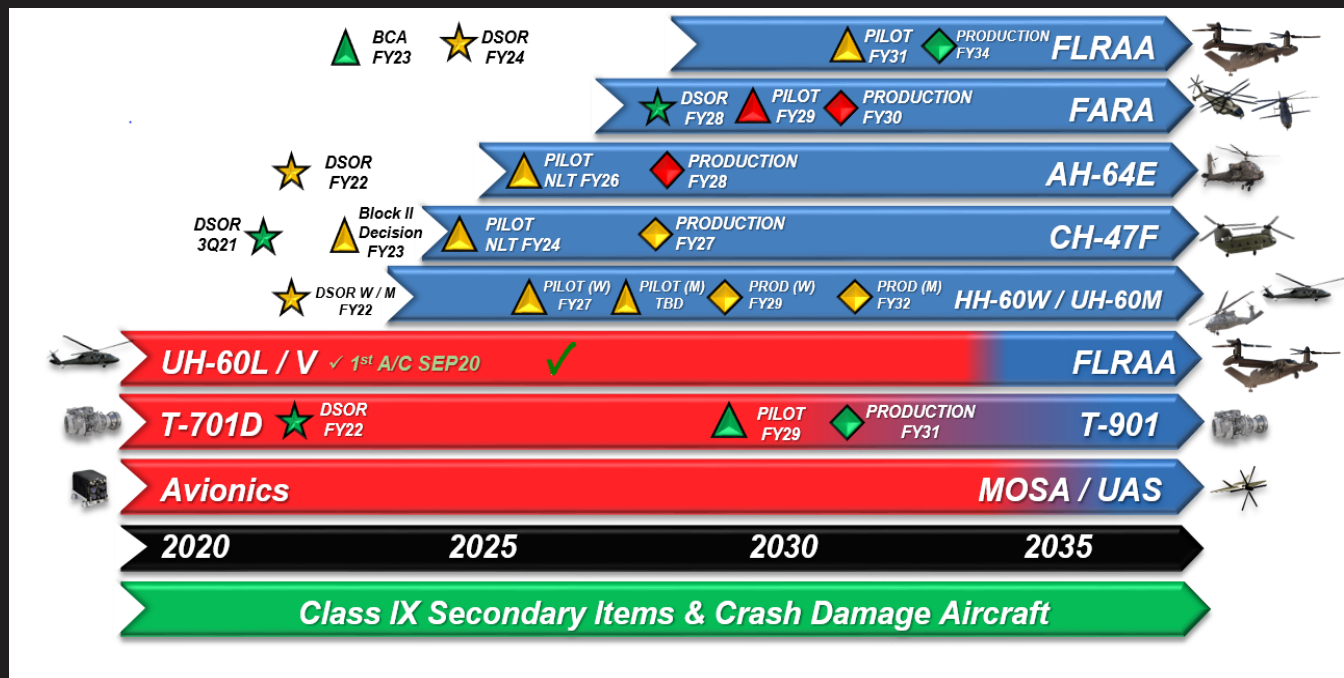 BCA
FY23
DSOR
FY24
PILOT
FY31
PRODUCTION
FY34
FLRAA
DSOR
FY28
PILOT
FY29
PRODUCTION
FY30
FARA
DSOR
FY22
PILOT
NLT FY26
PRODUCTION
FY28
AH-64E
DSOR
3Q21
Block II
Decision
FY23
PILOT
NLT FY24
PRODUCTION
FY27
CH-47F
DSOR W / M
FY22
PILOT (W)
FY27
PILOT (M)
TBD
PROD (W)
FY29
PROD (M)
FY32
HH-60W / UH-60M
UH-60L / V ✓ 1st A/C SEP20 ✓
FLRAA
T-701D
DSOR
FY22
PILOT
FY29
PRODUCTION
FY31
T-901
Avionics
MOSA / UAS
2020 2025 2030 2035
Class IX Secondary Items & Crash Damage Aircraft